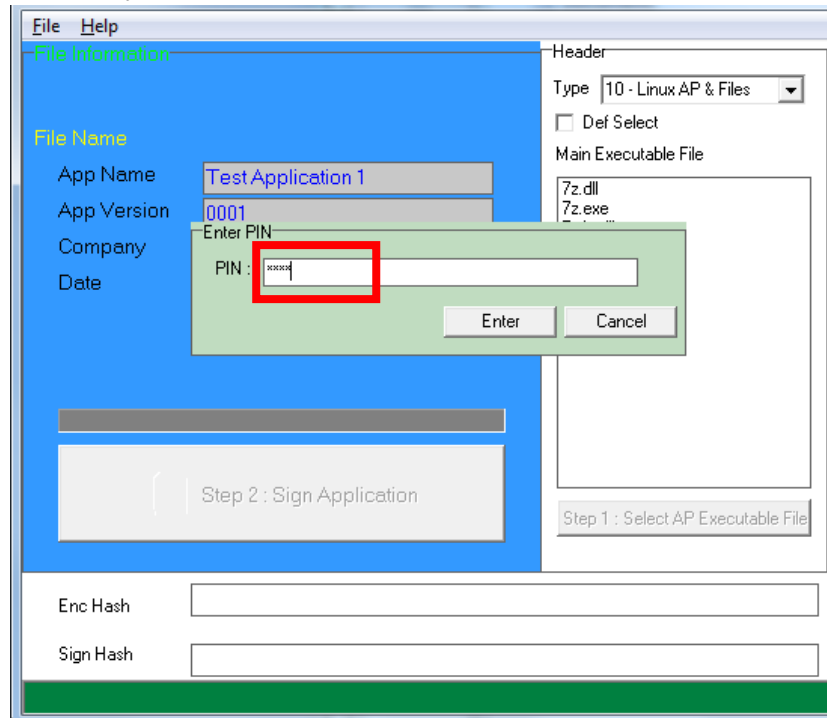 File Help
File Information
File Name
App Name Test Application 1
App Version 0001
Company
Date
Enter PIN
PIN : ****
Enter Cancel
Step 2 : Sign Application
Header
Type 10 - Linux AP & Files
Def Select
Main Executable File
7z.dll
7z.exe
Step 1 : Select AP Executable File
Enc Hash
Sign Hash